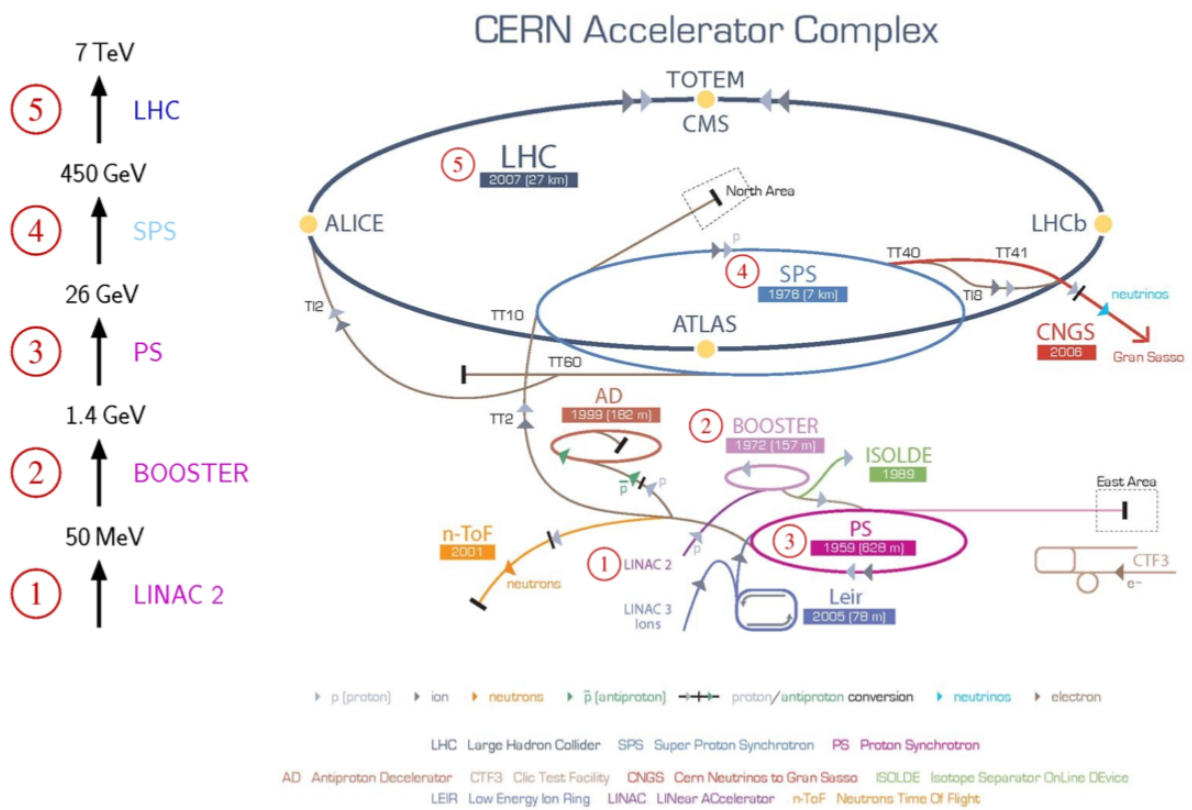 CERN Accelerator Complex
7 TeV
5 LHC
450 GeV
4 SPS
26 GeV
3 PS
1.4 GeV
2 BOOSTER
50 MeV
1 LINAC 2
TOTEM
CMS
5 LHC
2007 (27 km)
North Area
ALICE
LHCb
p
TT40
TT41
4 SPS
1976 (7 km)
TI2
TI8
neutrinos
TT10
ATLAS
CNGS
2006
Gran Sasso
TT60
AD
1999 (182 m)
TT2
2 BOOSTER
1972 (157 m)
ISOLDE
1989
p̄
p
East Area
n-ToF
2001
3 PS
1959 (628 m)
p
1 LINAC 2
neutrons
CTF3
e-
LINAC 3
Ions
Leir
2005 (78 m)
p (proton) ion neutrons p̄ (antiproton) proton/antiproton conversion neutrinos electron
LHC Large Hadron Collider SPS Super Proton Synchrotron PS Proton Synchrotron
AD Antiproton Decelerator CTF3 Clic Test Facility CNGS Cern Neutrinos to Gran Sasso ISOLDE Isotope Separator OnLine DEvice
LEIR Low Energy Ion Ring LINAC LINear ACcelerator n-ToF Neutrons Time Of Flight